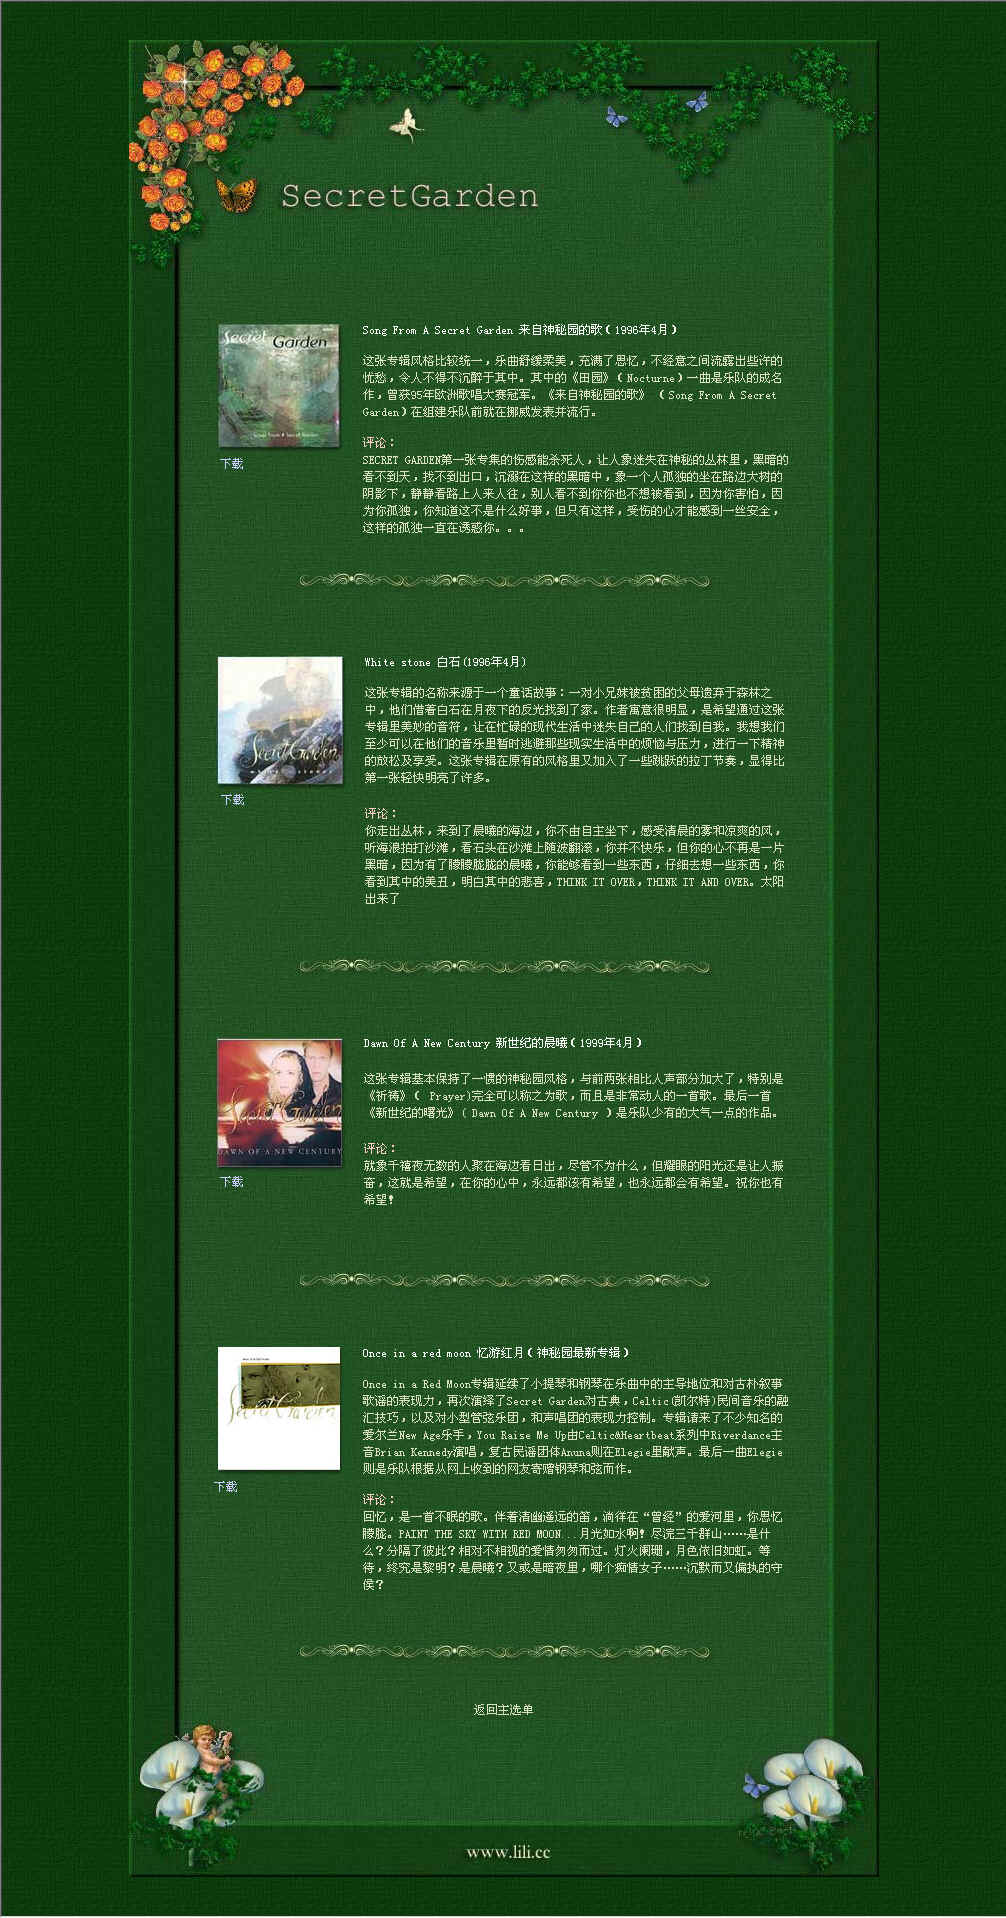 SecretGarden
Secret Garden
Song From A Secret Garden 来自神秘园的歌（1996年4月）
这张专辑风格比较统一，乐曲舒缓柔美，充满了思忆，不经意之间流露出些许的
忧愁，令人不得不沉醉于其中。其中的《田园》（Nocturne）一曲是乐队的成名
作，曾获95年欧洲歌唱大赛冠军。《来自神秘园的歌》 （Song From A Secret
Garden）在组建乐队前就在挪威发表并流行。
下载
评论：
SECRET GARDEN第一张专集的伤感能杀死人，让人象迷失在神秘的丛林里，黑暗的
看不到天，找不到出口，沉溺在这样的黑暗中，象一个人孤独的坐在路边大树的
阴影下，静静看路上人来人往，别人看不到你你也不想被看到，因为你害怕，因
为你孤独，你知道这不是什么好事，但只有这样，受伤的心才能感到一丝安全，
这样的孤独一直在诱惑你。。。
White stone 白石(1996年4月)
这张专辑的名称来源于一个童话故事：一对小兄妹被贫困的父母遗弃于森林之
中，他们借着白石在月夜下的反光找到了家。作者寓意很明显，是希望通过这张
专辑里美妙的音符，让在忙碌的现代生活中迷失自己的人们找到自我。我想我们
至少可以在他们的音乐里暂时逃避那些现实生活中的烦恼与压力，进行一下精神
的放松及享受。这张专辑在原有的风格里又加入了一些跳跃的拉丁节奏，显得比
第一张轻快明亮了许多。
SecretGarden
下载
评论：
你走出丛林，来到了晨曦的海边，你不由自主坐下，感受清晨的雾和凉爽的风，
听海浪拍打沙滩，看石头在沙滩上随波翻滚，你并不快乐，但你的心不再是一片
黑暗，因为有了朦朦胧胧的晨曦，你能够看到一些东西，仔细去想一些东西，你
看到其中的美丑，明白其中的悲喜，THINK IT OVER，THINK IT AND OVER。太阳
出来了
Dawn Of A New Century 新世纪的晨曦（1999年4月）
这张专辑基本保持了一惯的神秘园风格，与前两张相比人声部分加大了，特别是
《祈祷》（ Prayer)完全可以称之为歌，而且是非常动人的一首歌。最后一首
《新世纪的曙光》（Dawn Of A New Century ）是乐队少有的大气一点的作品。
SecretGarden
DAWN OF A NEW CENTURY
下载
评论：
就象千禧夜无数的人聚在海边看日出，尽管不为什么，但耀眼的阳光还是让人振
奋，这就是希望，在你的心中，永远都该有希望，也永远都会有希望。祝你也有
希望！
Once in a red moon 忆游红月（神秘园最新专辑）
Once in a Red Moon专辑延续了小提琴和钢琴在乐曲中的主导地位和对古朴叙事
歌谣的表现力，再次演绎了Secret Garden对古典，Celtic(凯尔特)民间音乐的融
汇技巧，以及对小型管弦乐团，和声唱团的表现力控制。专辑请来了不少知名的
爱尔兰New Age乐手，You Raise Me Up由Celtic&Heartbeat系列中Riverdance主
音Brian Kennedy演唱，复古民谣团体Anuna则在Elegie里献声。最后一曲Elegie
则是乐队根据从网上收到的网友寄赠钢琴和弦而作。
SecretGarden
下载
评论：
回忆，是一首不眠的歌。伴着清幽遥远的笛，淌徉在“曾经”的爱河里，你思忆
朦胧。PAINT THE SKY WITH RED MOON...月光如水啊！尽浣三千群山……是什
么？分隔了彼此？相对不相视的爱情匆匆而过。灯火阑珊，月色依旧如虹。等
待，终究是黎明？是晨曦？又或是暗夜里，哪个痴情女子……沉默而又偏执的守
侯？
返回主选单
www.lili.cc